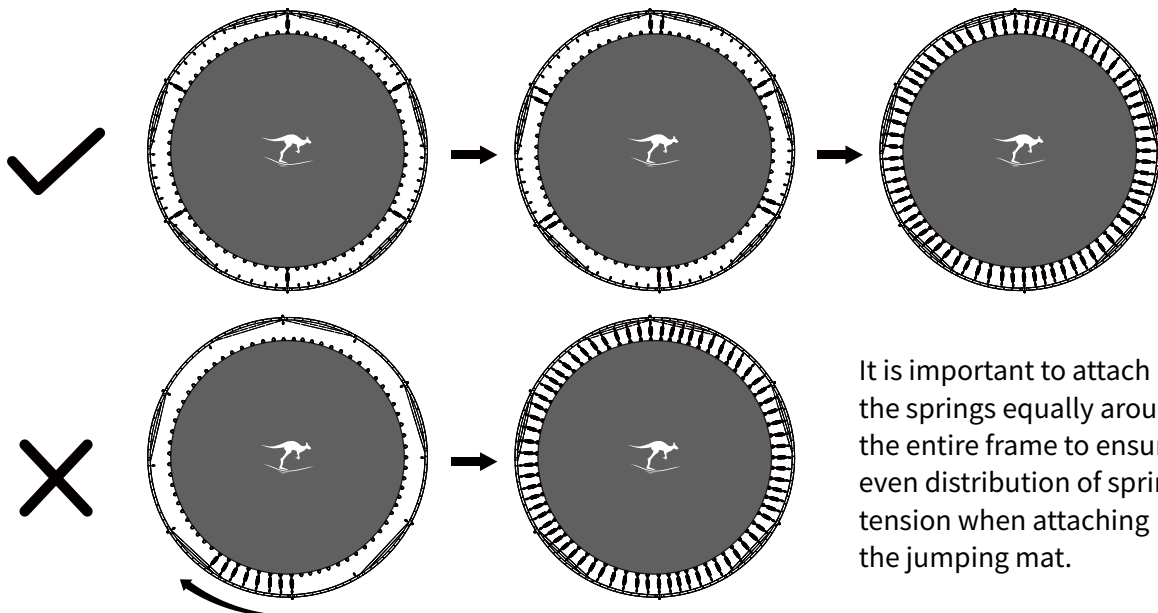 It is important to attach
the springs equally arou
the entire frame to ensur
even distribution of sprin
tension when attaching
the jumping mat.